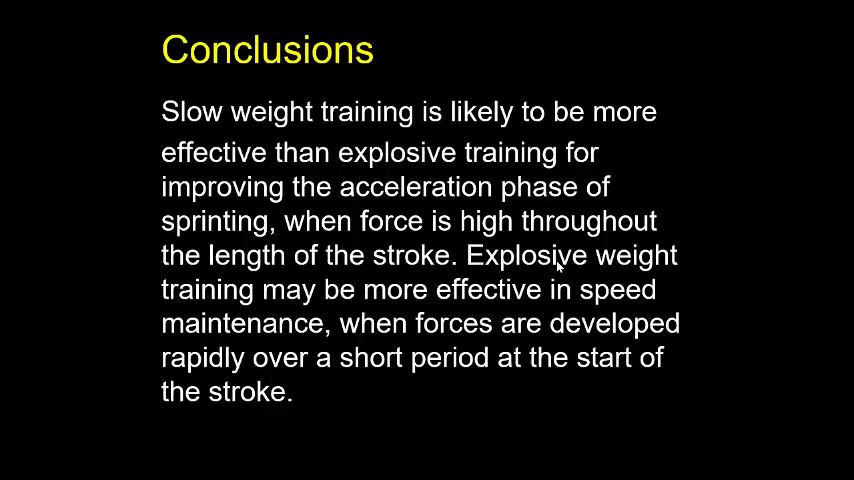 Conclusions
Slow weight training is likely to be more
effective than explosive training for
improving the acceleration phase of
sprinting, when force is high throughout
the length of the stroke. Explosive weight
training may be more effective in speed
maintenance, when forces are developed
rapidly over a short period at the start of
the stroke.